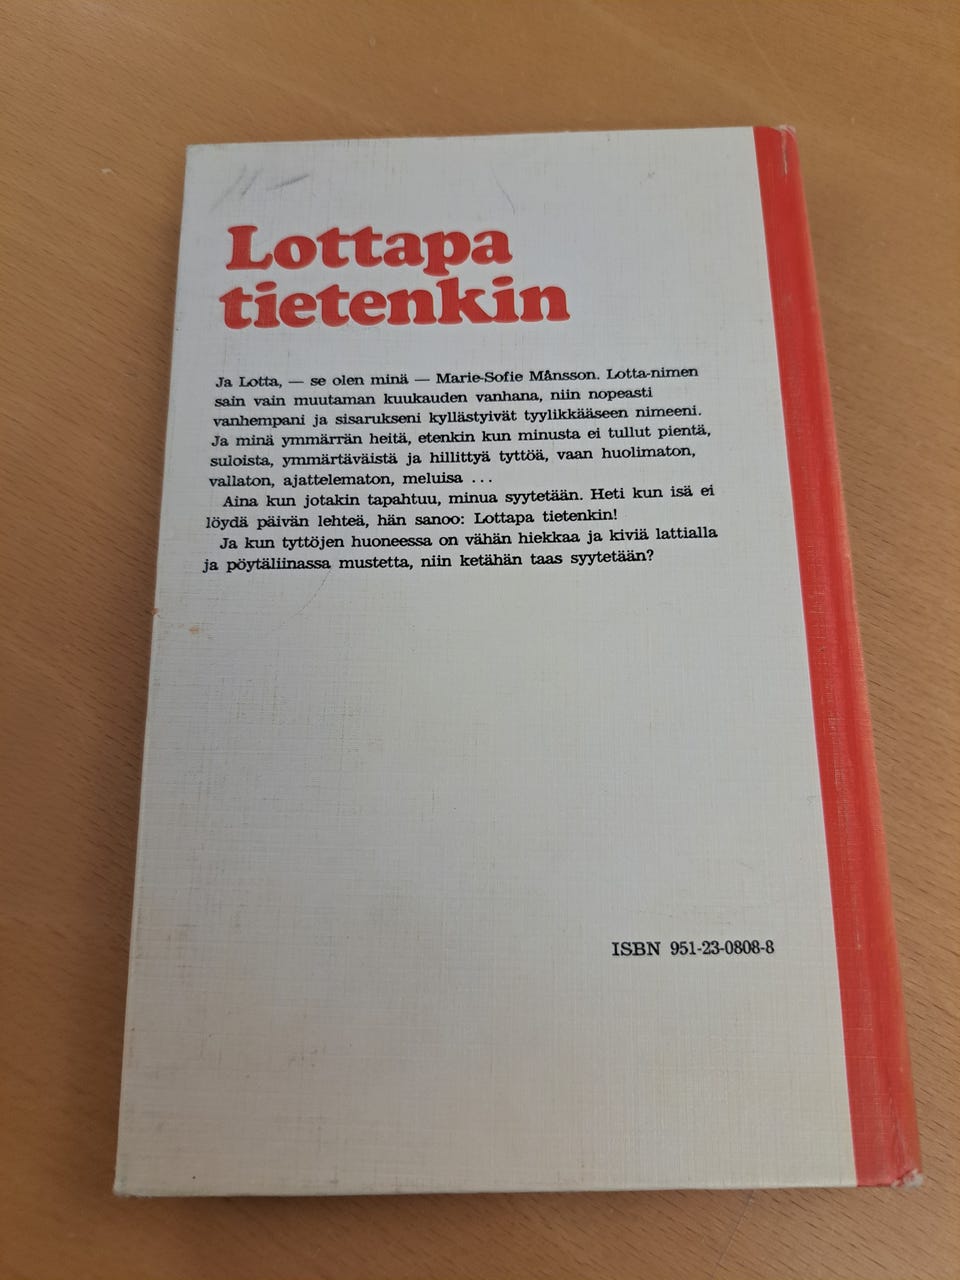 11-
Lottapa
tietenkin
Ja Lotta, — se olen minä — Marie-Sofie Månsson. Lotta-nimen
sain vain muutaman kuukauden vanhana, niin nopeasti
vanhempani ja sisarukseni kyllästyivät tyylikkääseen nimeeni.
Ja minä ymmärrän heitä, etenkin kun minusta ei tullut pientä,
suloista, ymmärtäväistä ja hillittyä tyttöä, vaan huolimaton,
vallaton, ajattelematon, meluisa ...
Aina kun jotakin tapahtuu, minua syytetään. Heti kun isä ei
löydä päivän lehteä, hän sanoo: Lottapa tietenkin!
Ja kun tyttöjen huoneessa on vähän hiekkaa ja kiviä lattialla
ja pöytäliinassa mustetta, niin ketähän taas syytetään?
ISBN 951-23-0808-8